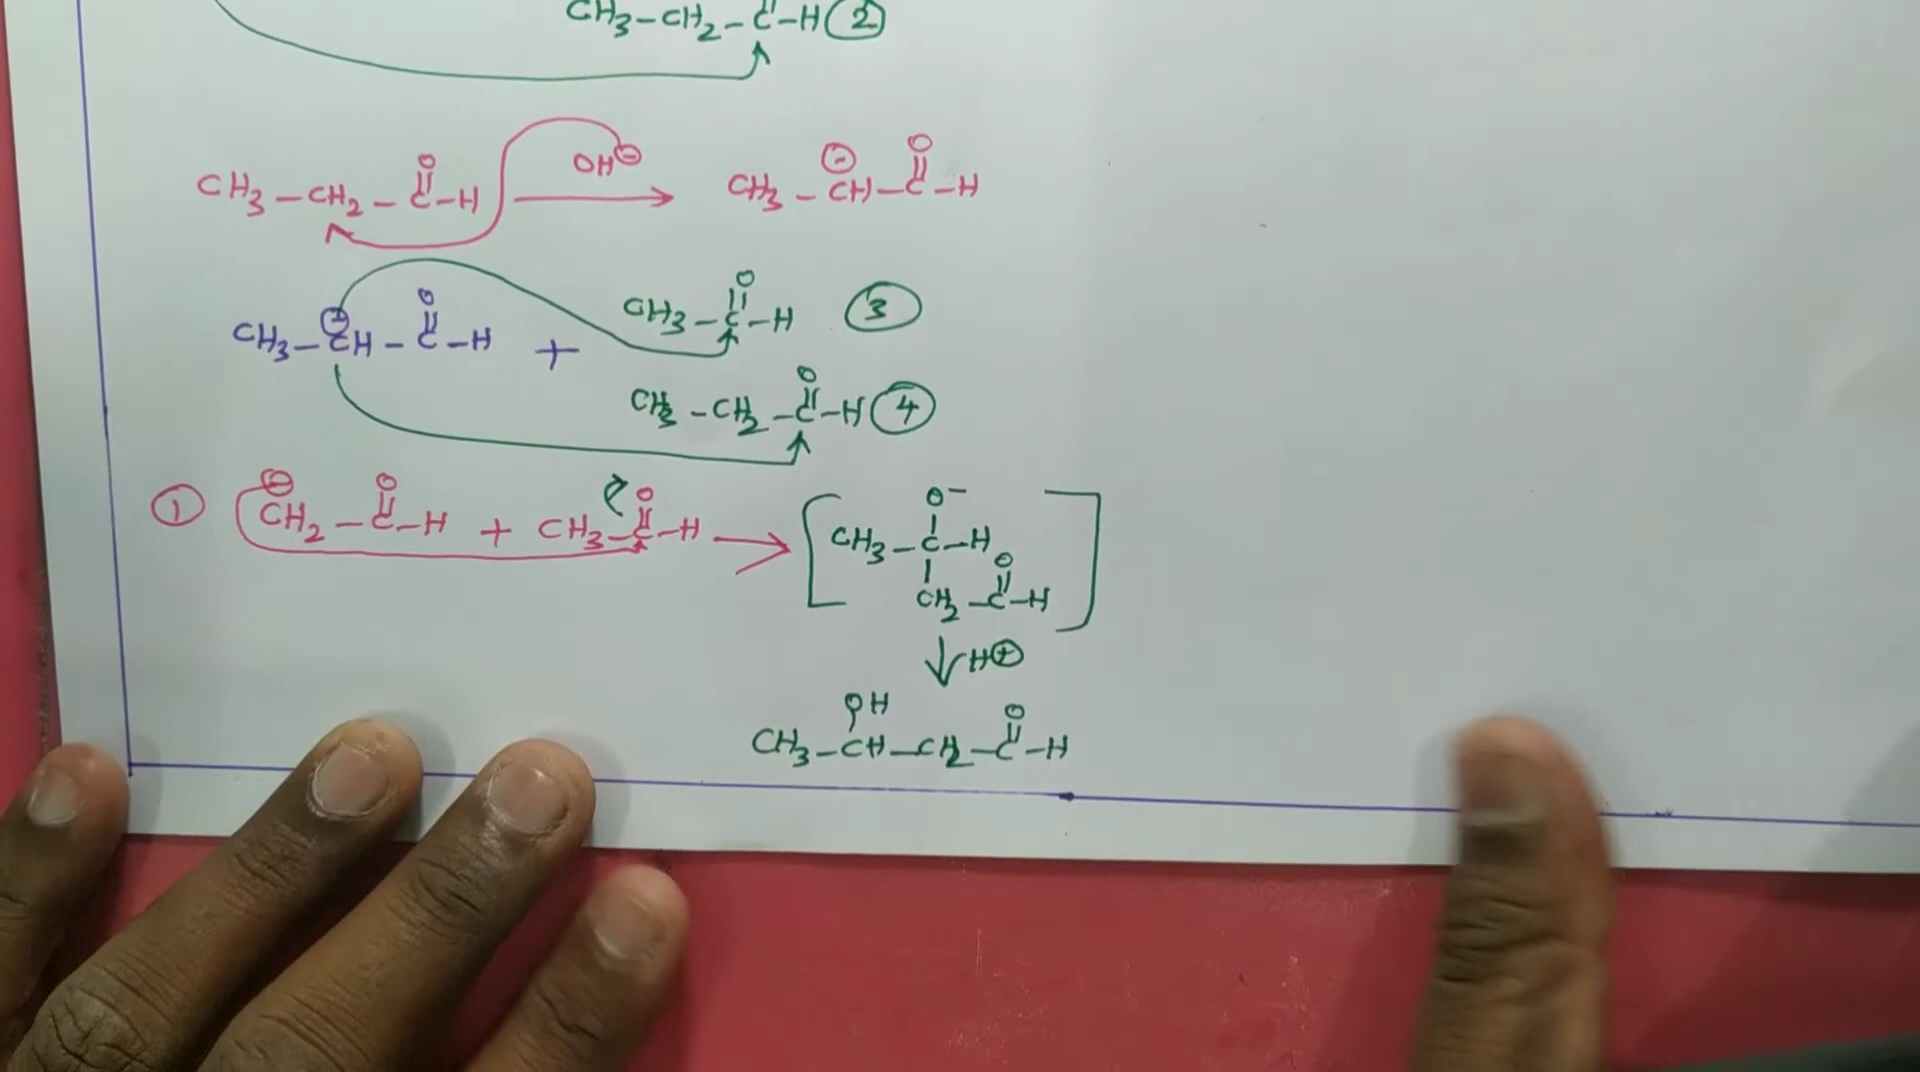 CH3-CH2-C-H 2
O
OH⊖
O
CH3-CH2-C-H
⊖
CH3-CH-C-H
O
CH3-C-H 3
O
CH3-CH-C-H +
O
CH3-CH2-C-H 4
⊖
O
O
1 CH2-C-H + CH3-C-H
O-
CH3-C-H
O
CH2-C-H
H⊕
OH
O
CH3-CH-CH2-C-H